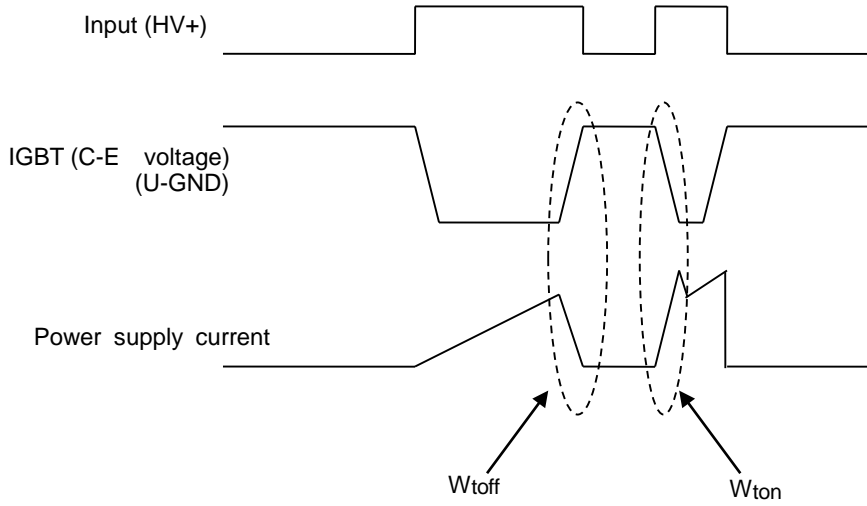 Input (HV+)
IGBT (C-E voltage)
(U-GND)
Power supply current
Wtoff
Wton